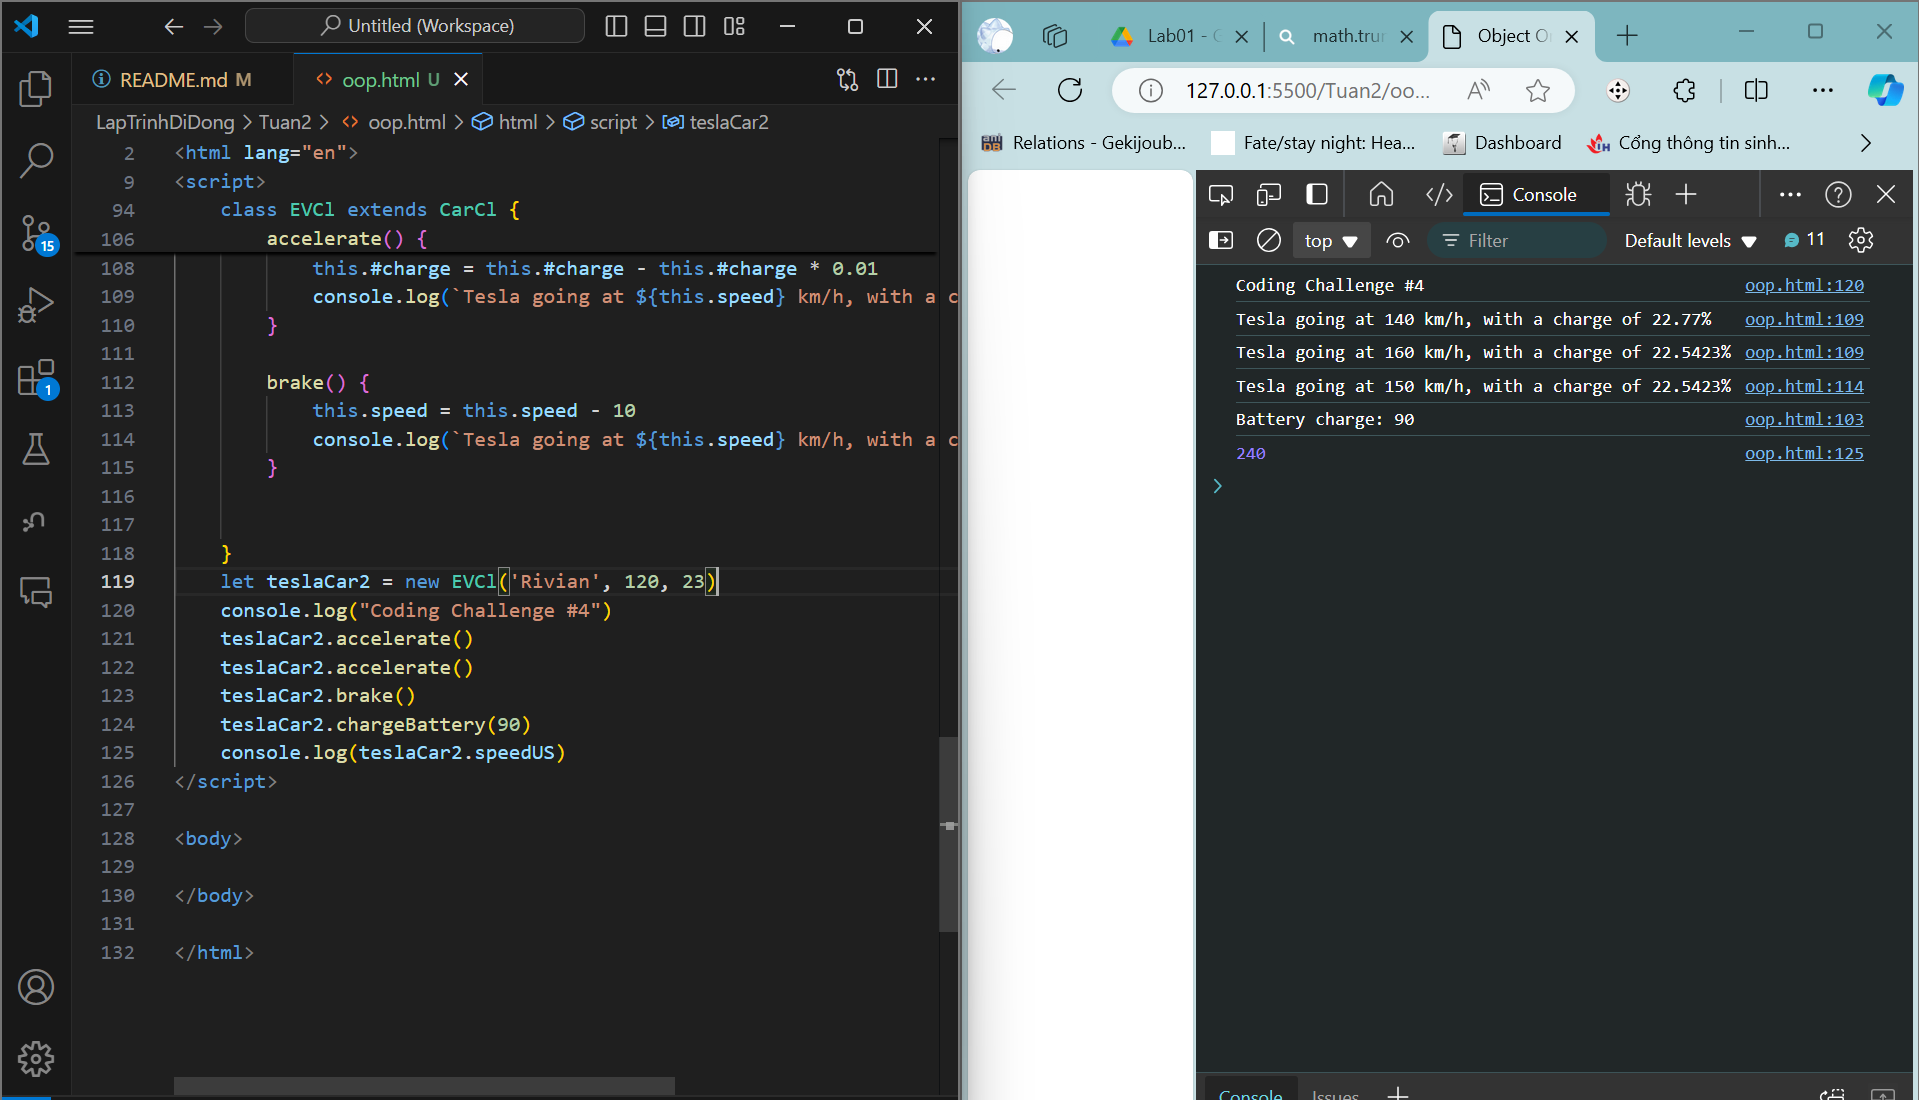 Untitled (Workspace)
README.md M
oop.html U
LapTrinhDiDong > Tuan2 > <> oop.html > html > script > teslaCar2
2 <html lang="en">
9 <script>
94 class EVCl extends CarCl {
106 accelerate() {
108 this.#charge = this.#charge - this.#charge * 0.01
109 console.log(`Tesla going at ${this.speed} km/h, with a c
110 }
111
112 brake() {
113 this.speed = this.speed - 10
114 console.log(`Tesla going at ${this.speed} km/h, with a c
115 }
116
117
118 }
119 let teslaCar2 = new EVCl('Rivian', 120, 23)
120 console.log("Coding Challenge #4")
121 teslaCar2.accelerate()
122 teslaCar2.accelerate()
123 teslaCar2.brake()
124 teslaCar2.chargeBattery(90)
125 console.log(teslaCar2.speedUS)
126 </script>
127
128 <body>
129
130 </body>
131
132 </html>
15
1
Lab01 - G
math.trun
Object O
127.0.0.1:5500/Tuan2/oo...
Relations - Gekijoub...
Fate/stay night: Hea...
Dashboard
Cổng thông tin sinh...
Console
top
Filter
Default levels
11
Coding Challenge #4 oop.html:120
Tesla going at 140 km/h, with a charge of 22.77% oop.html:109
Tesla going at 160 km/h, with a charge of 22.5423% oop.html:109
Tesla going at 150 km/h, with a charge of 22.5423% oop.html:114
Battery charge: 90 oop.html:103
240 oop.html:125
>
Console
Issues